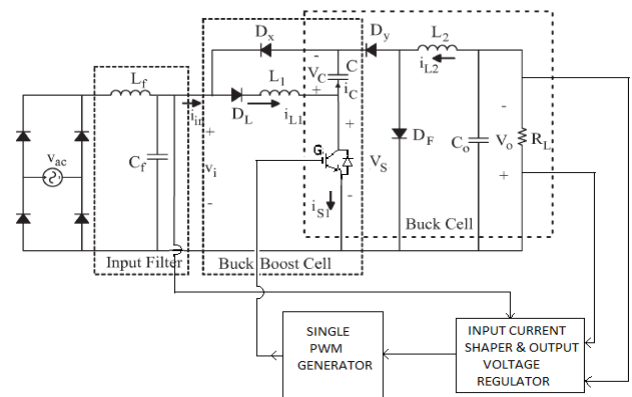 Dx
Dy
L2
Lf
L1
VC
C
iC
iL2
iin
DL
iL1
+
-
+
-
vac
Cf
+
vi
-
G
+
VS
-
iS1
DF
Co
-
Vo
+
RL
Buck Cell
Input Filter
Buck Boost Cell
SINGLE
PWM
GENERATOR
INPUT CURRENT
SHAPER & OUTPUT
VOLTAGE
REGULATOR